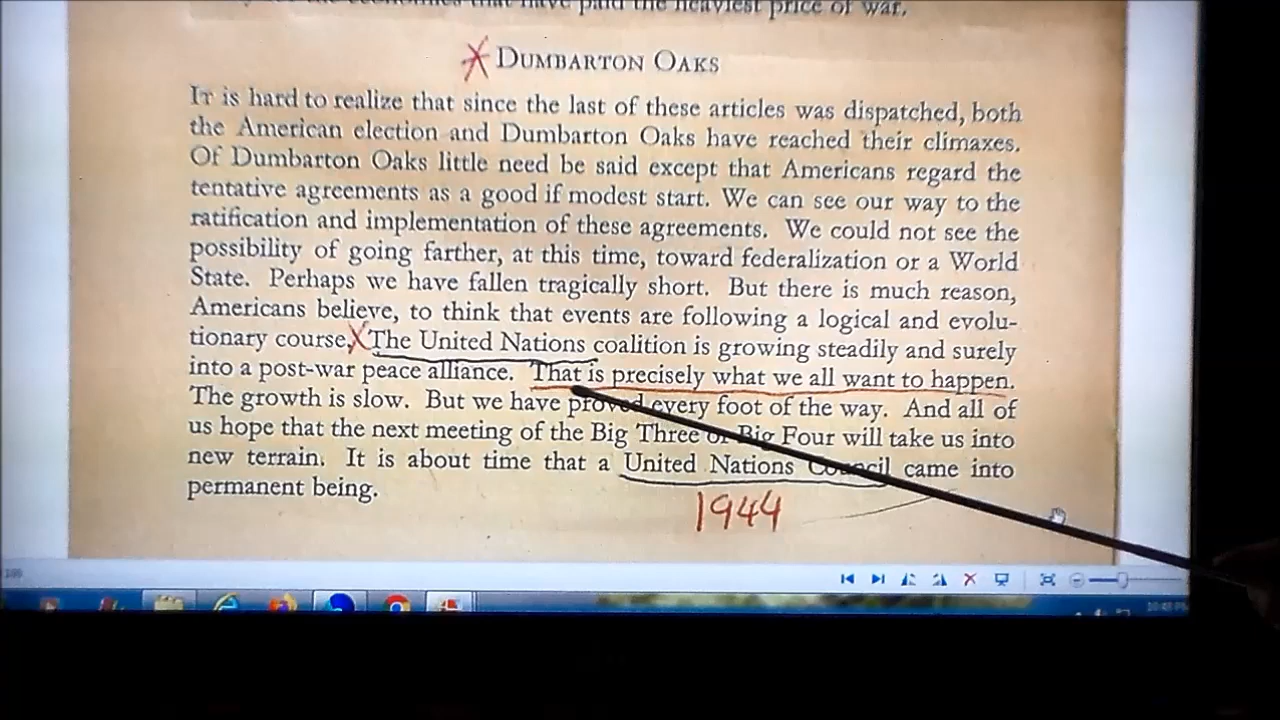 have paid the heaviest price of war.
DUMBARTON OAKS
IT is hard to realize that since the last of these articles was dispatched, both
the American election and Dumbarton Oaks have reached their climaxes.
Of Dumbarton Oaks little need be said except that Americans regard the
tentative agreements as a good if modest start. We can see our way to the
ratification and implementation of these agreements. We could not see the
possibility of going farther, at this time, toward federalization or a World
State. Perhaps we have fallen tragically short. But there is much reason,
Americans believe, to think that events are following a logical and evolu-
tionary course. The United Nations coalition is growing steadily and surely
into a post-war peace alliance. That is precisely what we all want to happen.
The growth is slow. But we have proved every foot of the way. And all of
us hope that the next meeting of the Big Three or Big Four will take us into
new terrain. It is about time that a United Nations Council came into
permanent being.
1944